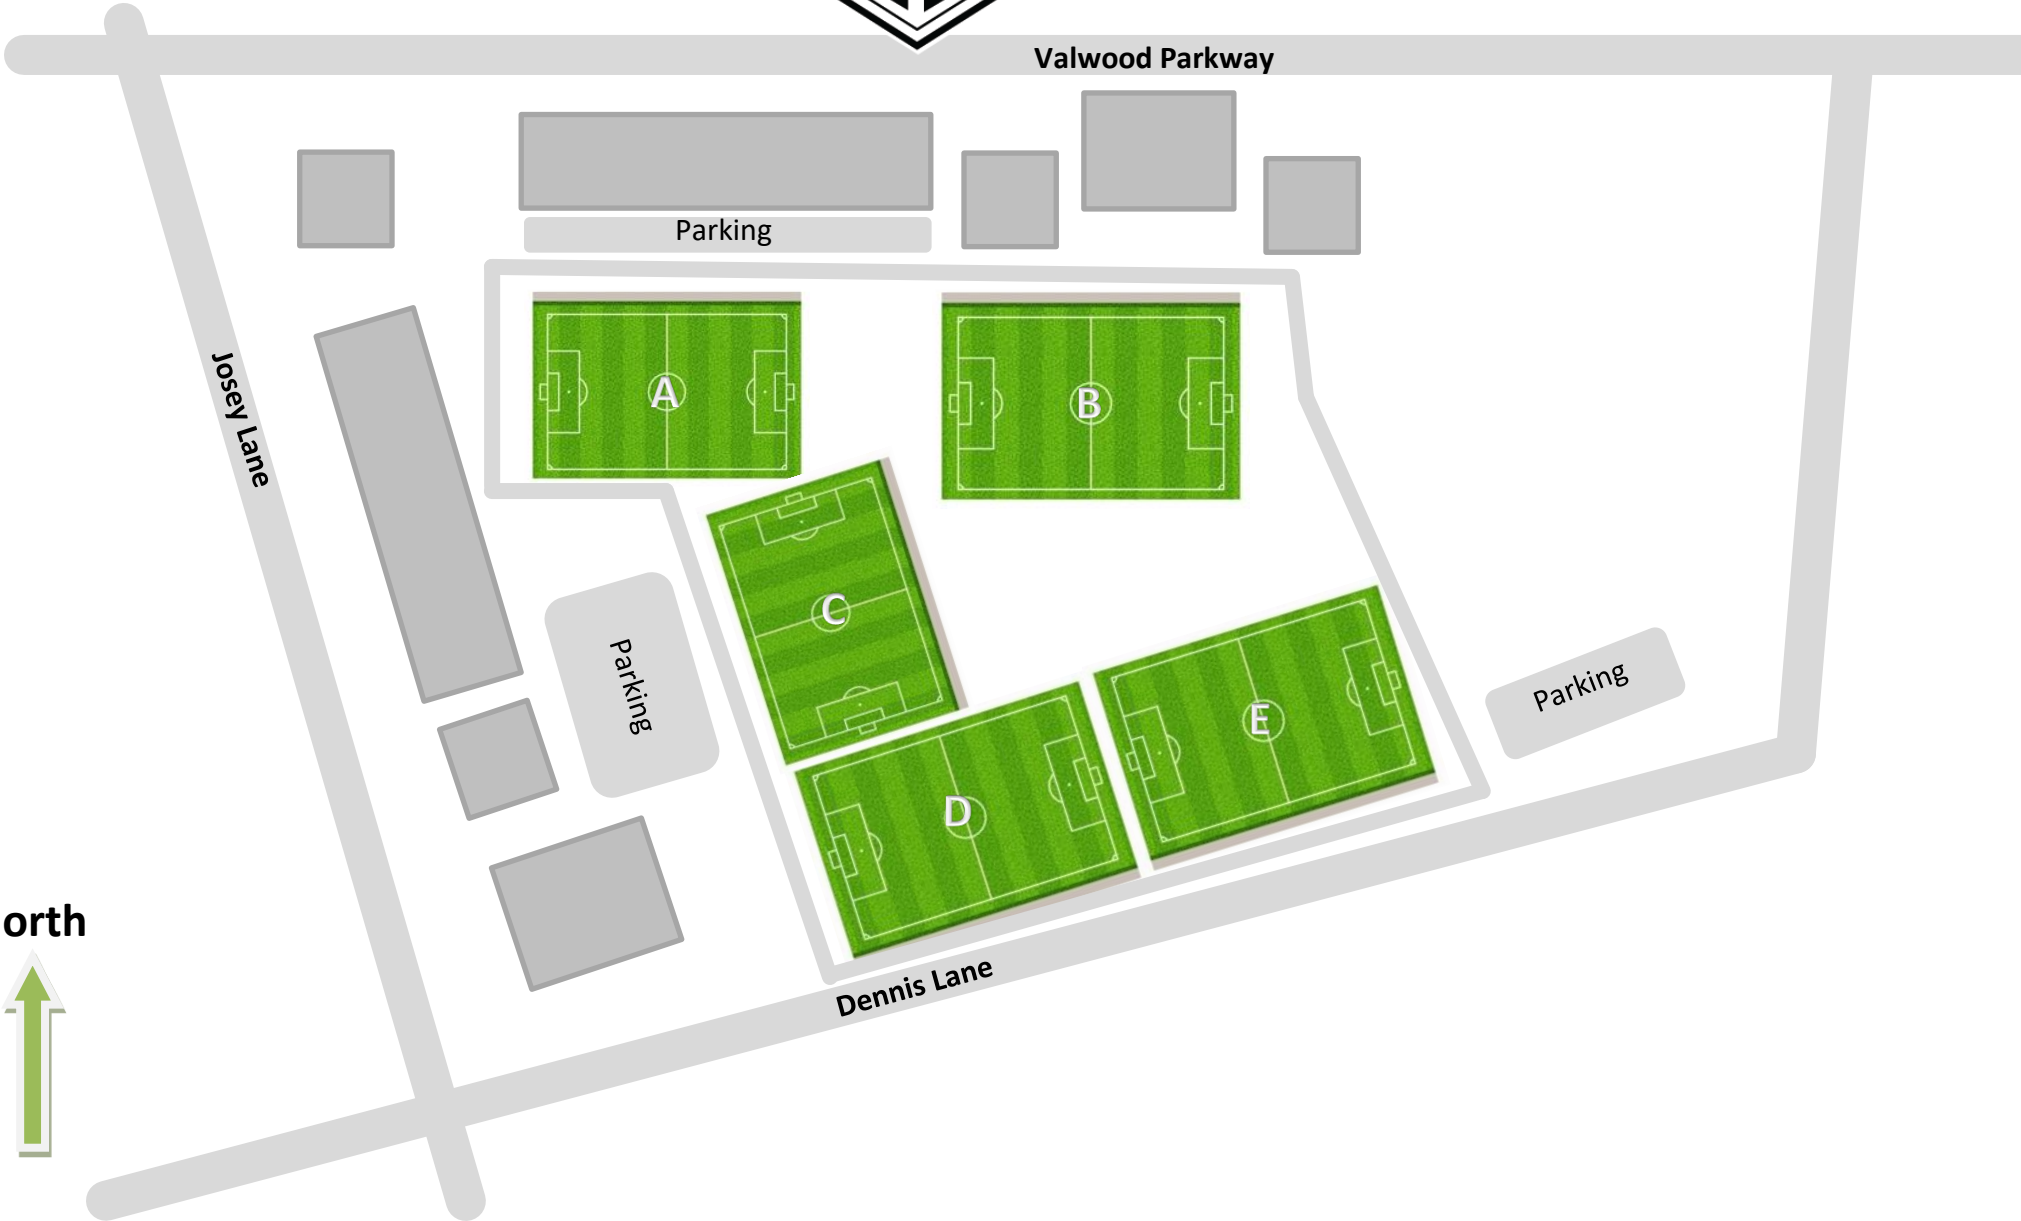 Valwood Parkway
Parking
Josey Lane
A
B
C
Parking
Parking
E
D
orth
Dennis Lane